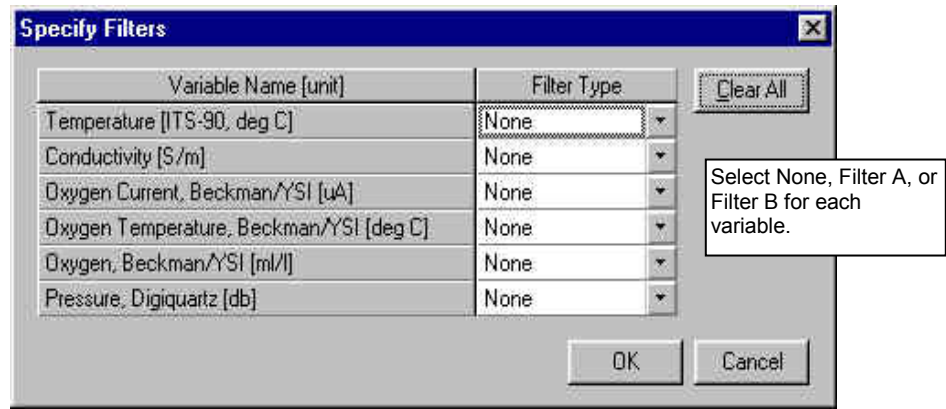 Specify Filters
Variable Name [unit] Filter Type Clear All
Temperature [ITS-90, deg C] None
Conductivity [S/m] None
Oxygen Current, Beckman/YSI [uA] None
Oxygen Temperature, Beckman/YSI [deg C] None
Oxygen, Beckman/YSI [ml/l] None
Pressure, Digiquartz [db] None
Select None, Filter A, or
Filter B for each
variable.
OK Cancel